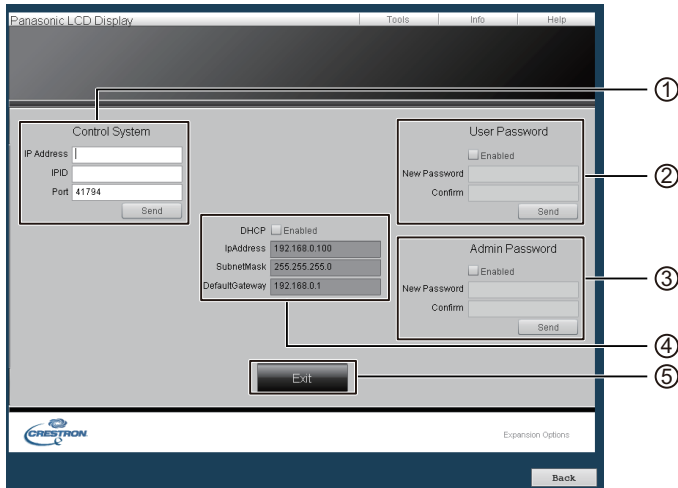 Panasonic LCD Display
Tools Info Help
①
Control System
IP Address
IPID
Port 41794
Send
User Password
Enabled
New Password
Confirm
Send
②
DHCP Enabled
IpAddress 192.168.0.100
SubnetMask 255.255.255.0
DefaultGateway 192.168.0.1
Admin Password
Enabled
New Password
Confirm
Send
③
④
Exit
⑤
CRESTRON
Expansion Options
Back